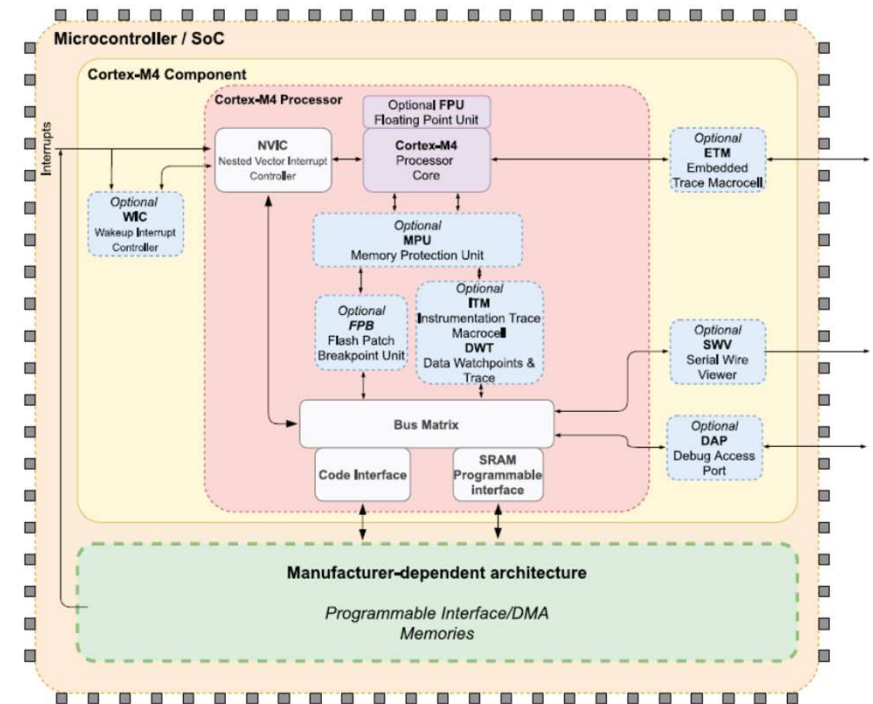 Microcontroller / SoC
Cortex-M4 Component
Cortex-M4 Processor
Optional FPU
Floating Point Unit
Interrupts
NVIC
Nested Vector Interrupt
Controller
Cortex-M4
Processor
Core
Optional
ETM
Embedded
Trace Macrocell
Optional
WIC
Wakeup Interrupt
Controller
Optional
MPU
Memory Protection Unit
Optional
FPB
Flash Patch
Breakpoint Unit
Optional
ITM
Instrumentation Trace
Macrocell
DWT
Data Watchpoints &
Trace
Optional
SWV
Serial Wire
Viewer
Bus Matrix
Optional
DAP
Debug Access
Port
Code Interface
SRAM
Programmable
interface
Manufacturer-dependent architecture
Programmable Interface/DMA
Memories